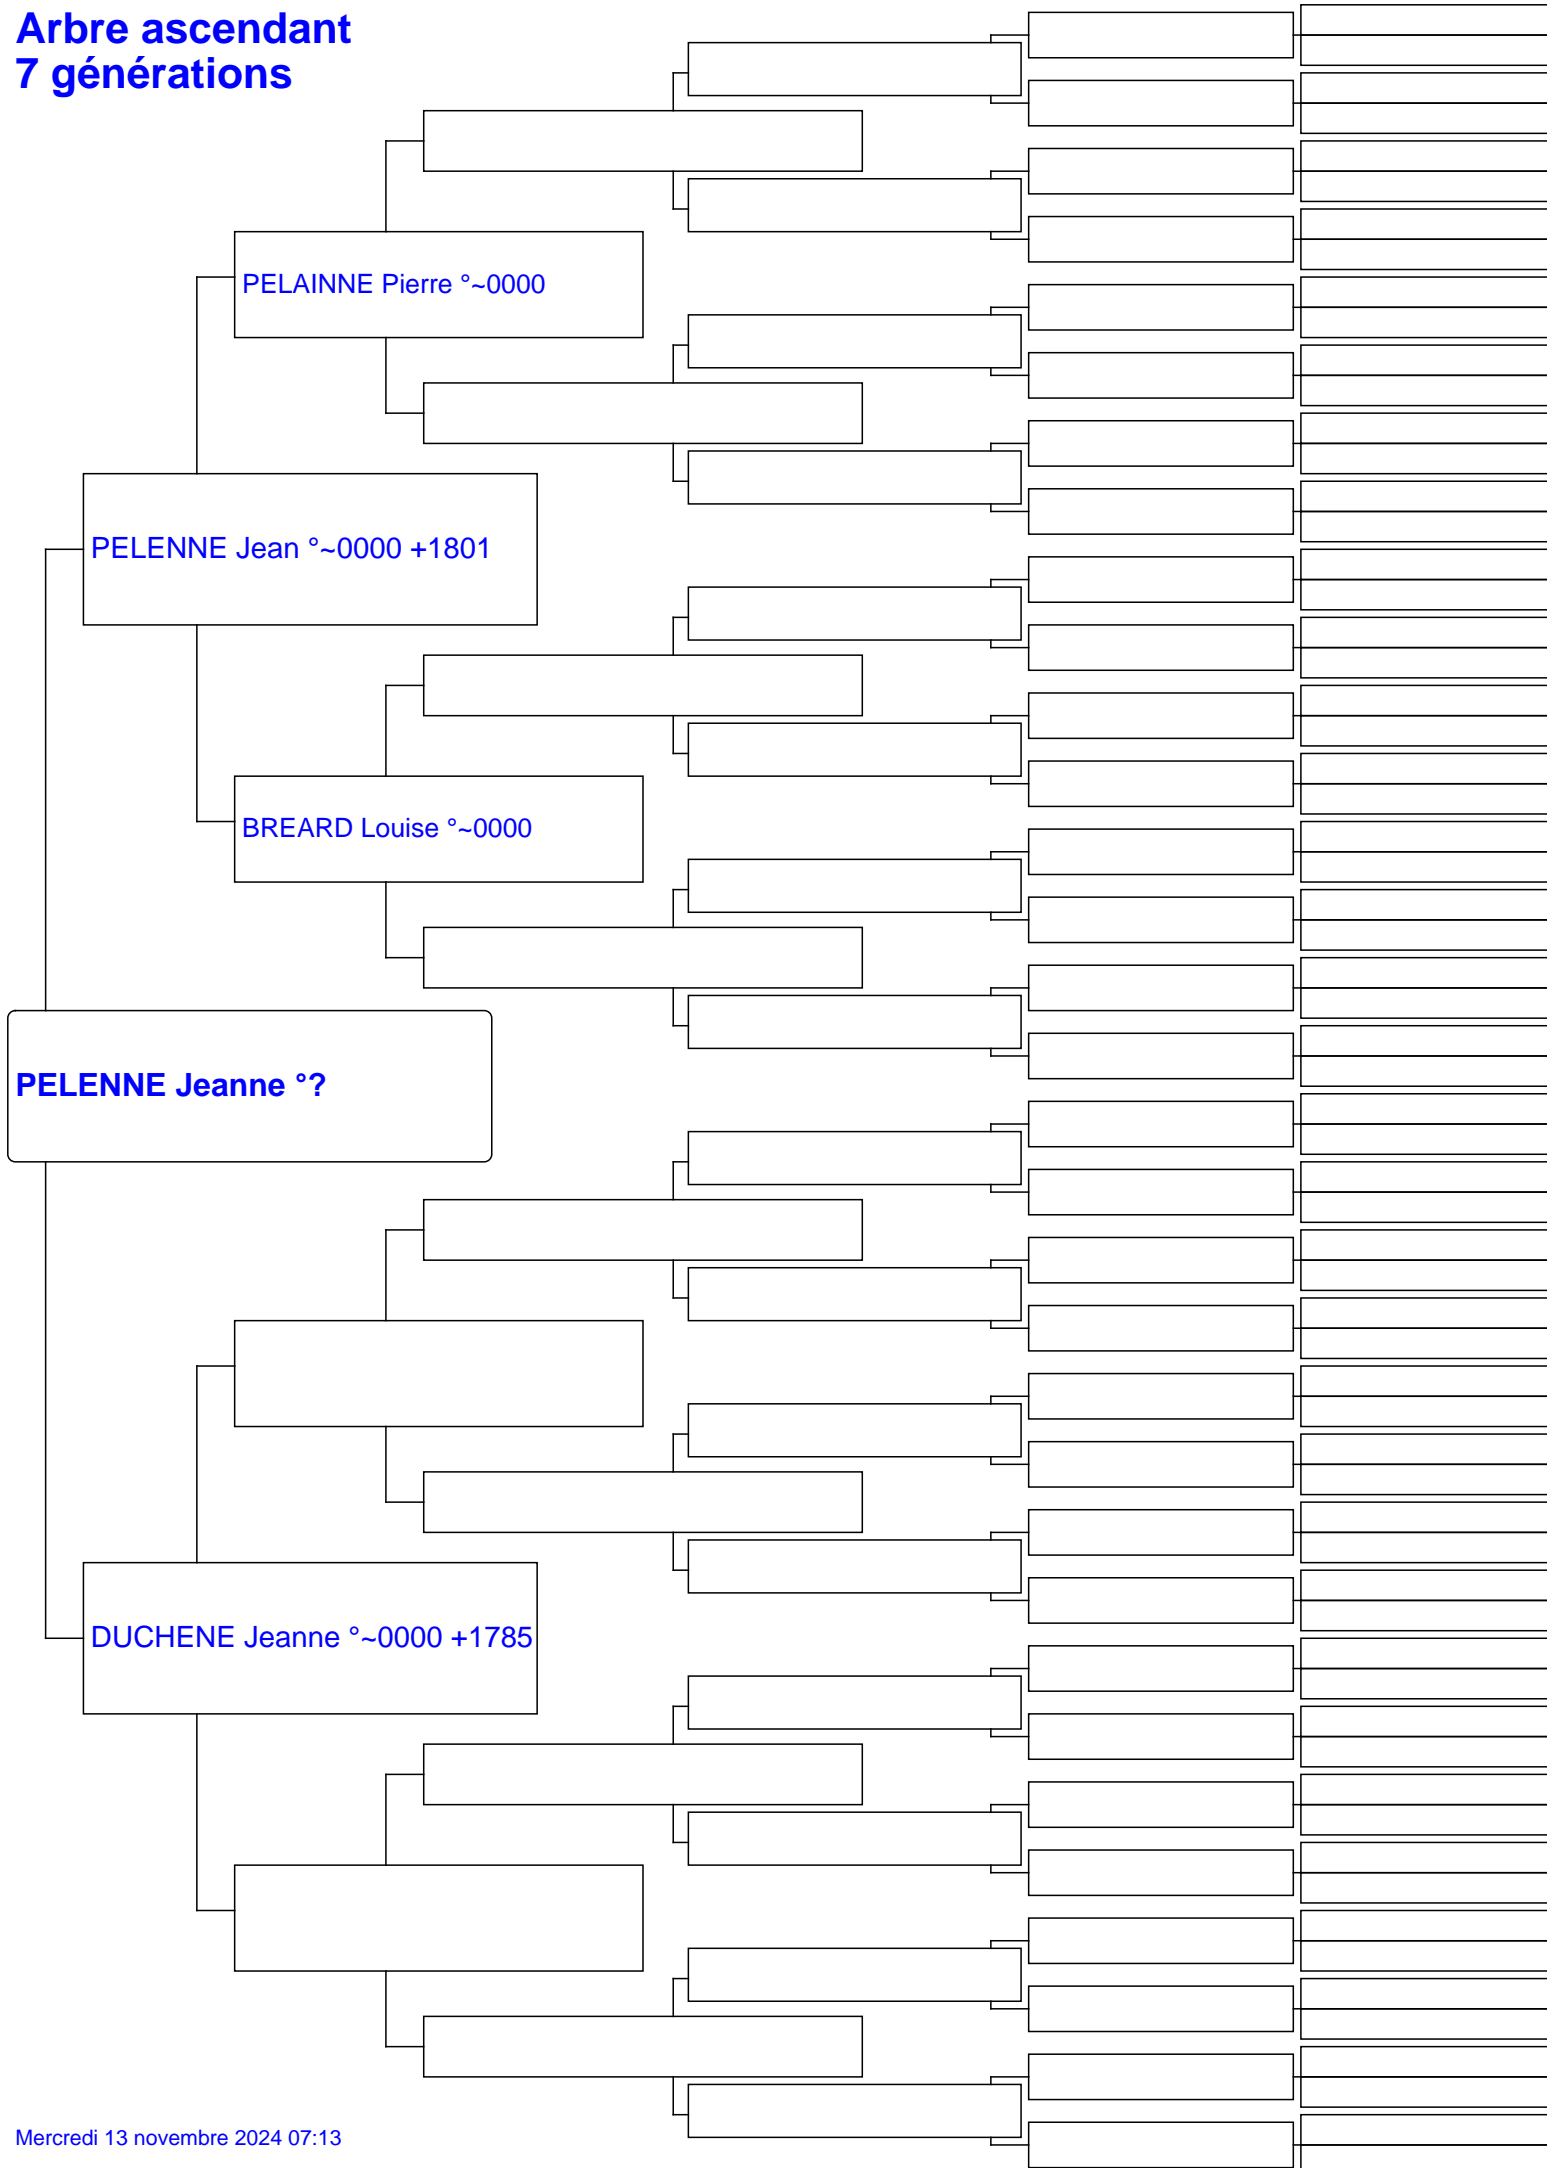 Arbre ascendant
7 générations
PELAINNE Pierre °~0000
PELENNE Jean °~0000 +1801
BREARD Louise °~0000
PELENNE Jeanne °?
DUCHENE Jeanne °~0000 +1785
Mercredi 13 novembre 2024 07:13